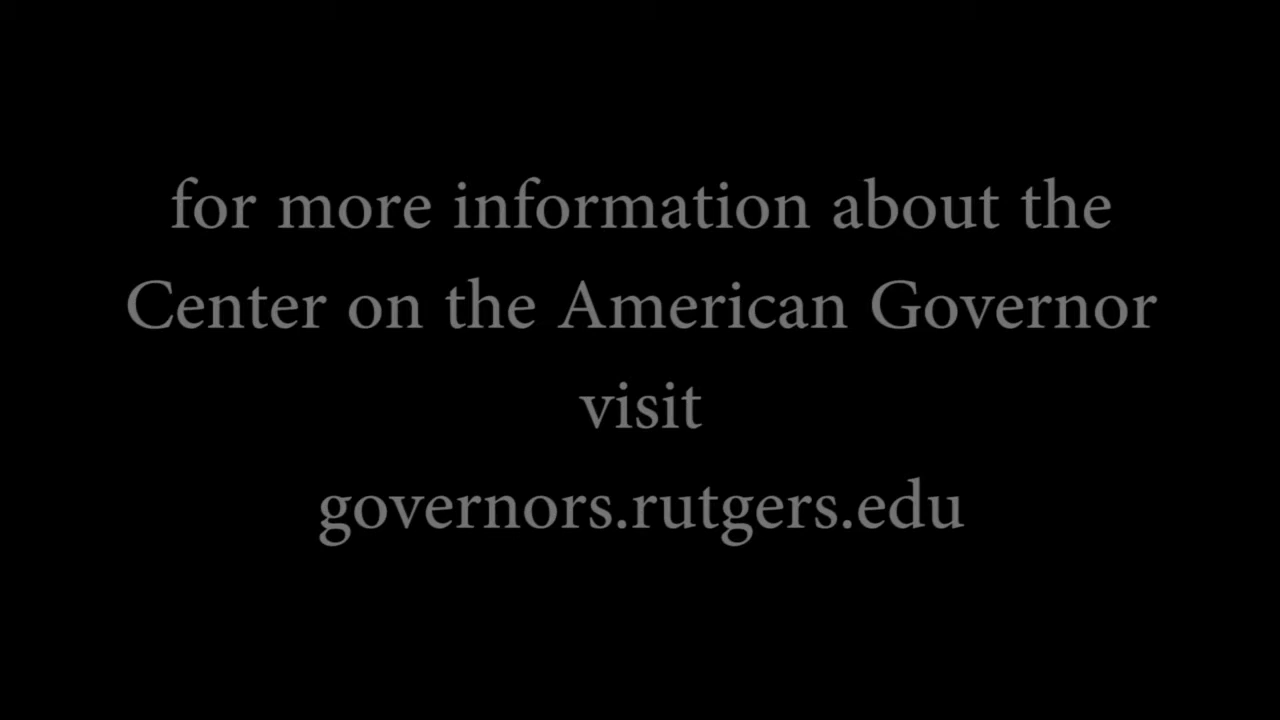 for more information about the
Center on the American Governor
visit
governors.rutgers.edu